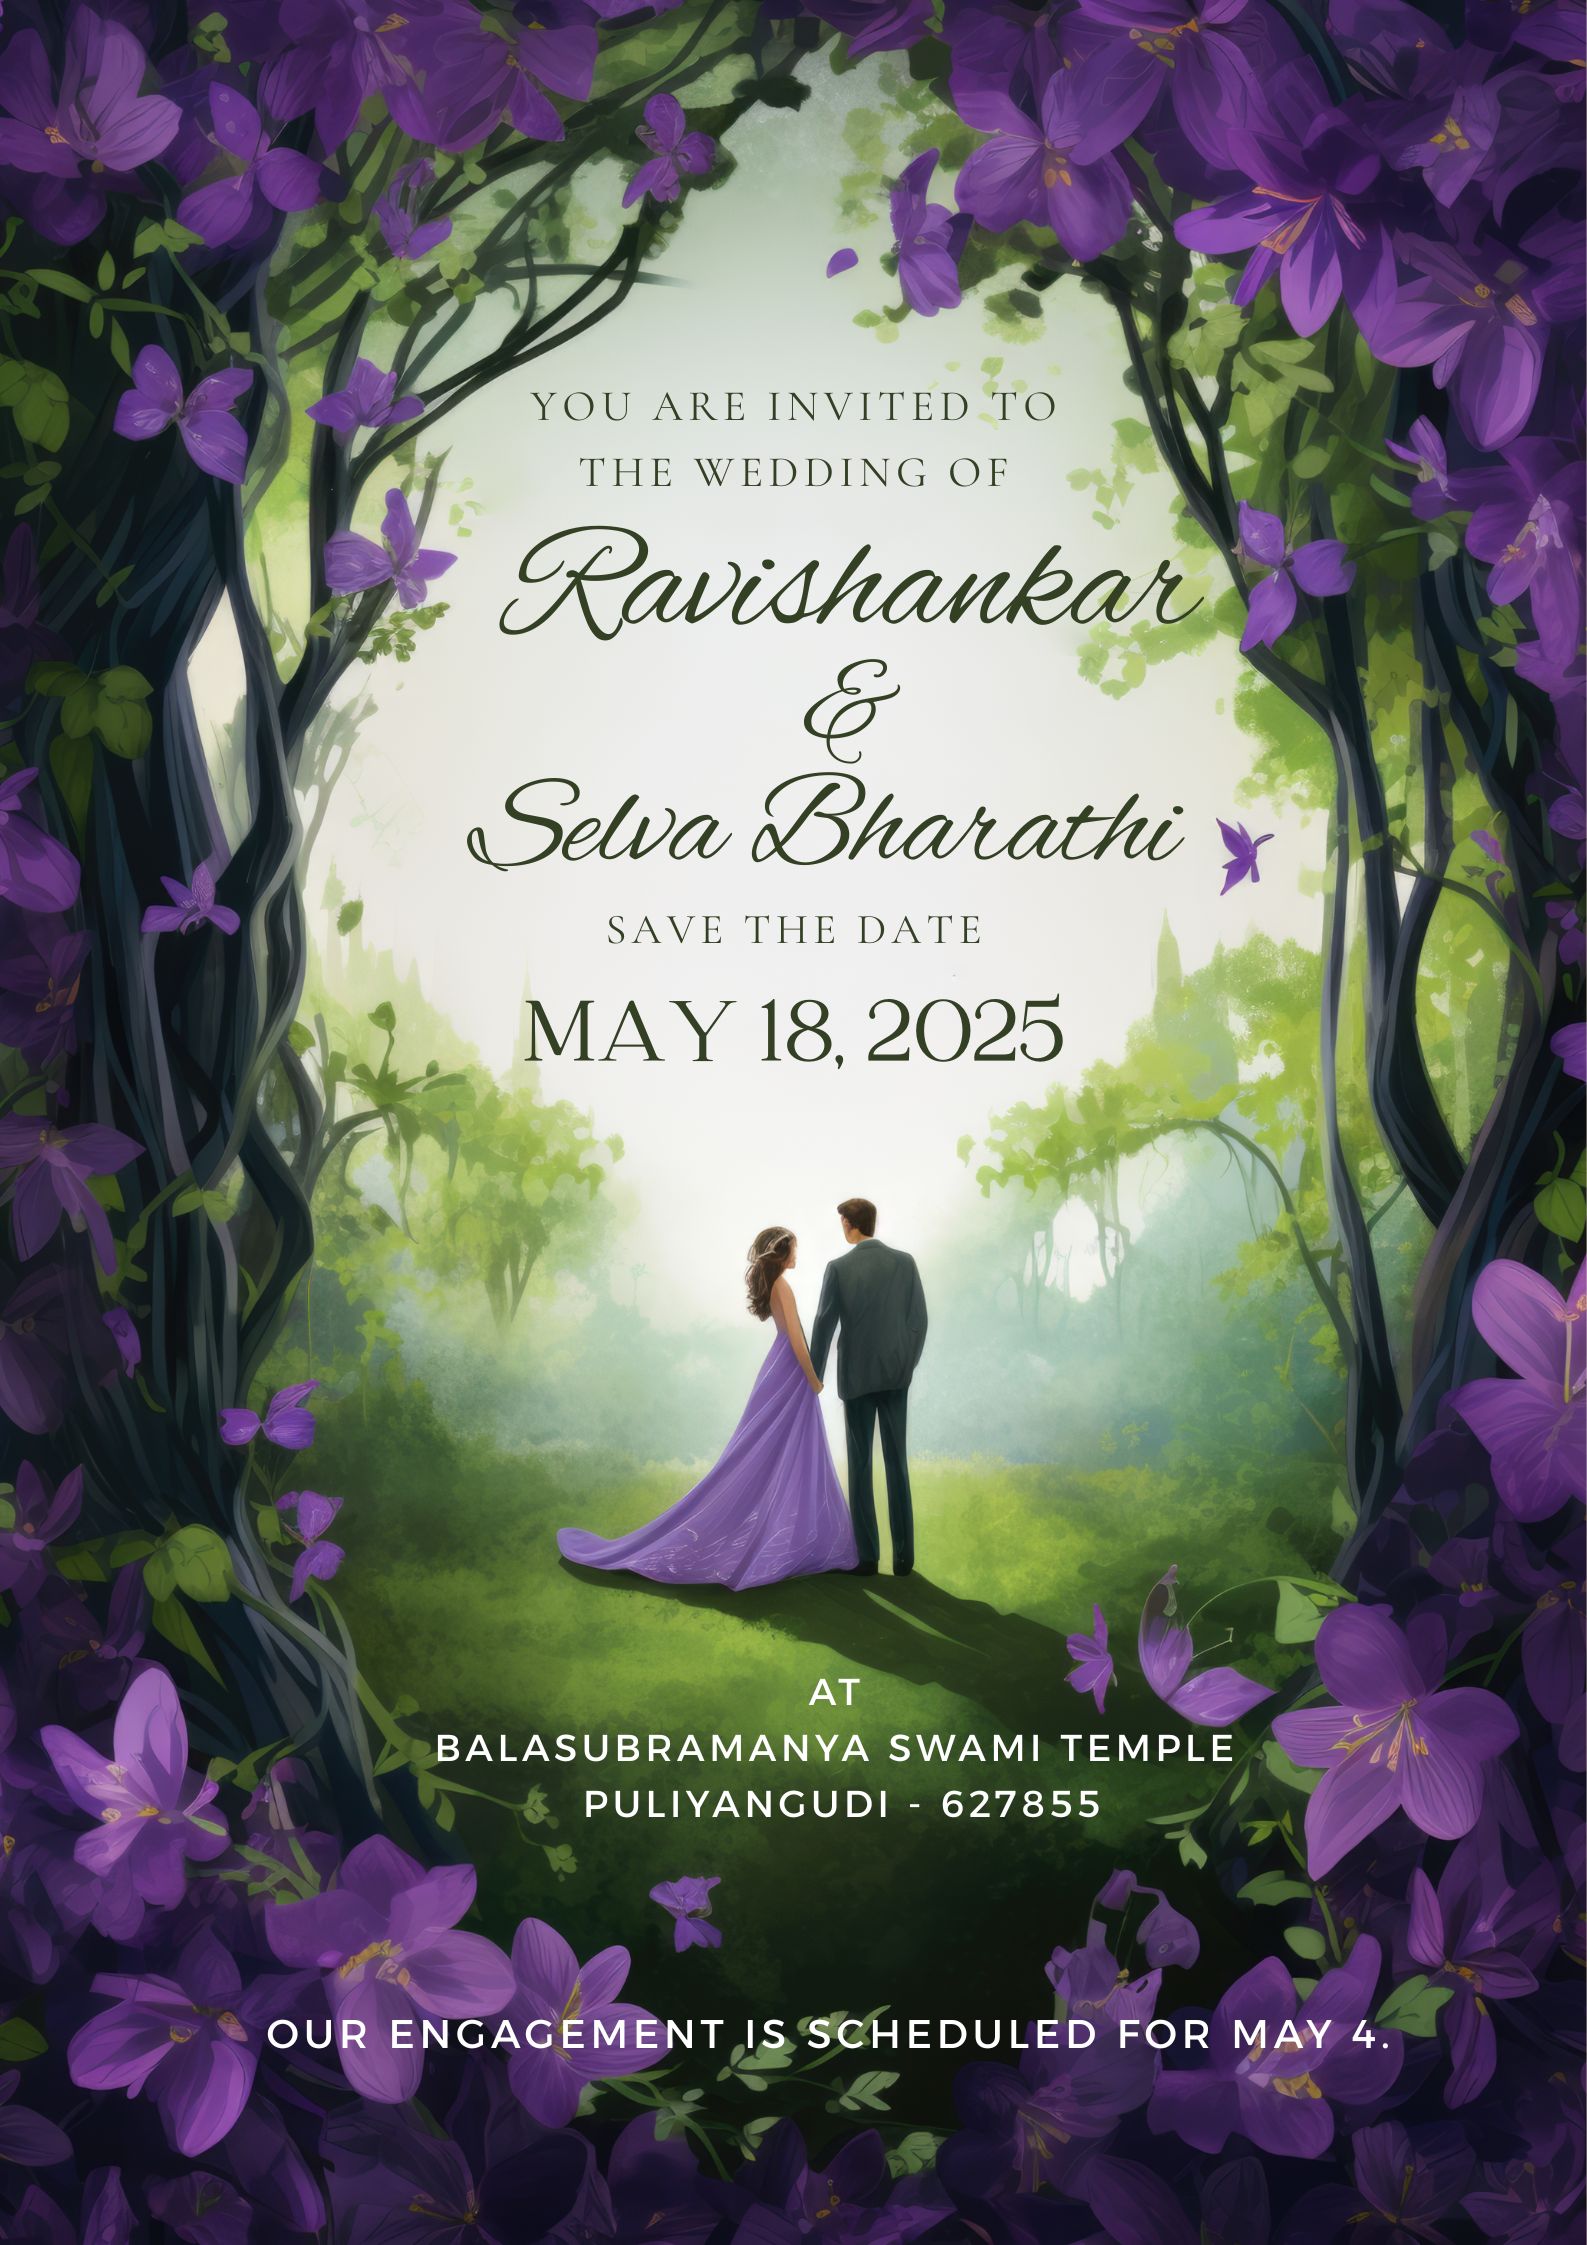 YOU ARE INVITED TO
THE WEDDING OF
Ravishankar
&
Selva Bharathi
SAVE THE DATE
MAY 18, 2025
AT
BALASUBRAMANYA SWAMI TEMPLE
PULIYANGUDI - 627855
OUR ENGAGEMENT IS SCHEDULED FOR MAY 4.